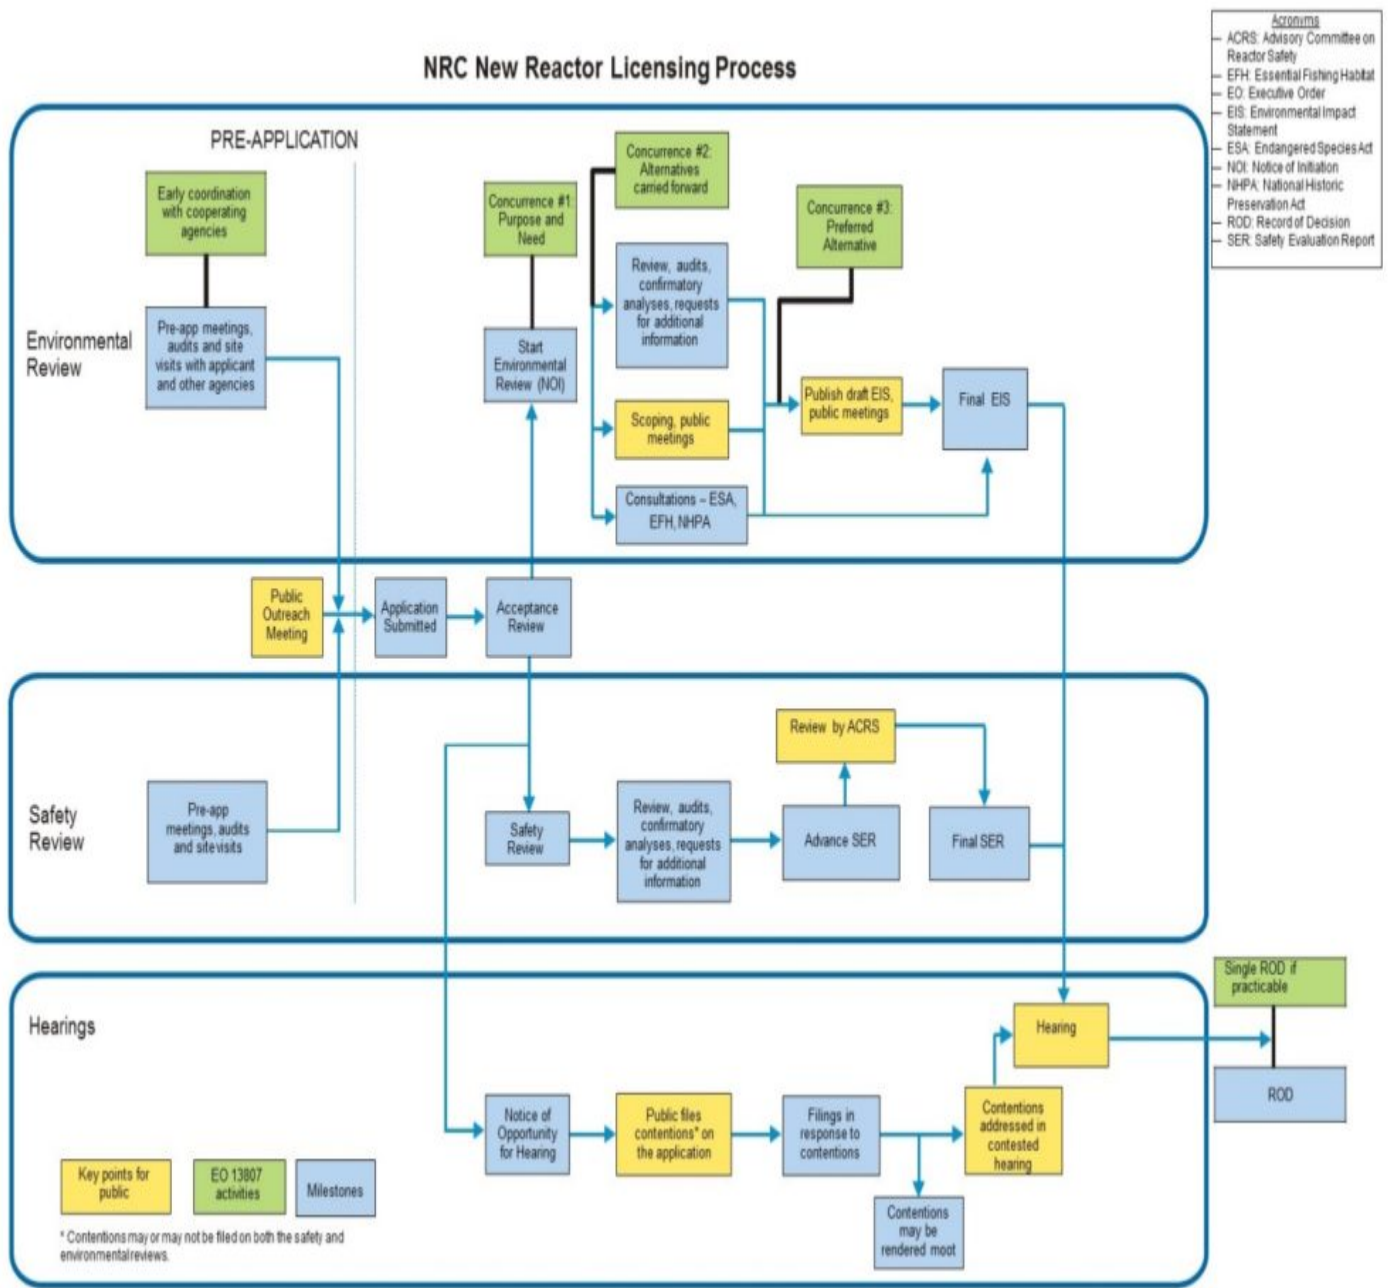 Acronyms
— ACRS: Advisory Committee on
Reactor Safety
— EFH: Essential Fishing Habitat
— EO: Executive Order
— EIS: Environmental Impact
Statement
— ESA: Endangered Species Act
— NOI: Notice of Initiation
— NHPA: National Historic
Preservation Act
— ROD: Record of Decision
— SER: Safety Evaluation Report
NRC New Reactor Licensing Process
PRE-APPLICATION
Early coordination
with cooperating
agencies
Concurrence #1:
Purpose and
Need
Concurrence #2:
Alternatives
carried forward
Concurrence #3:
Preferred
Alternative
Environmental
Review
Pre-app meetings,
audits and site
visits with applicant
and other agencies
Start
Environmental
Review (NOI)
Review, audits,
confirmatory
analyses, requests
for additional
information
Scoping, public
meetings
Consultations – ESA,
EFH, NHPA
Publish draft EIS,
public meetings
Final EIS
Public
Outreach
Meeting
Application
Submitted
Acceptance
Review
Safety
Review
Pre-app
meetings, audits
and site visits
Safety
Review
Review, audits,
confirmatory
analyses, requests
for additional
information
Review by ACRS
Advance SER
Final SER
Hearings
Notice of
Opportunity
for Hearing
Public files
contentions* on
the application
Filings in
response to
contentions
Contentions
may be
rendered moot
Contentions
addressed in
contested
hearing
Hearing
Single ROD if
practicable
ROD
Key points for
public
EO 13807
activities
Milestones
* Contentions may or may not be filed on both the safety and
environmental reviews.